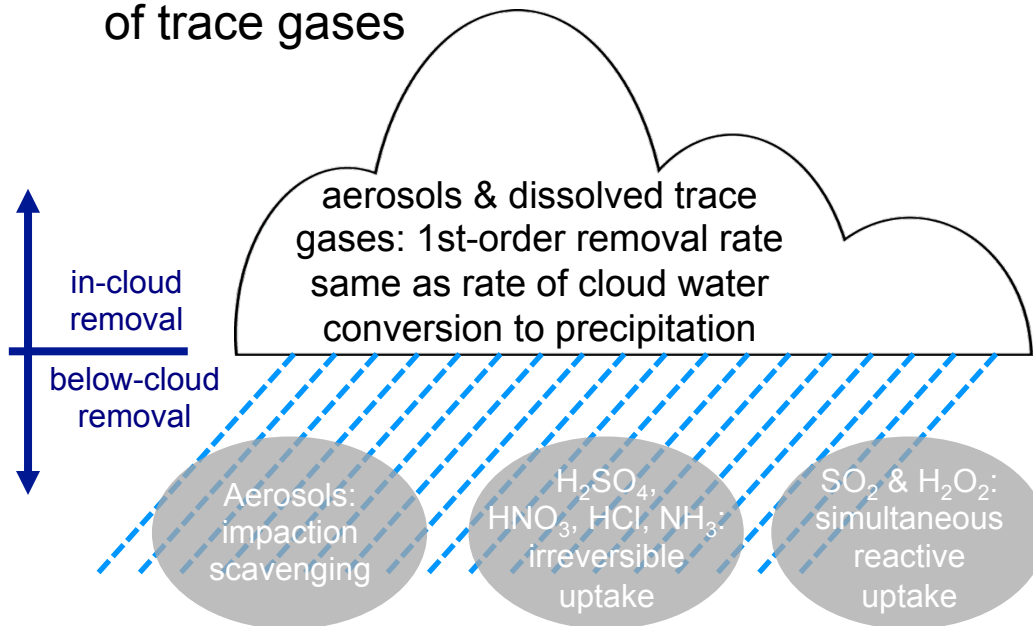 of trace gases
aerosols & dissolved trace
gases: 1st-order removal rate
same as rate of cloud water
conversion to precipitation
in-cloud
removal
below-cloud
removal
Aerosols:
impaction
scavenging
H₂SO₄,
HNO₃, HCl, NH₃:
irreversible
uptake
SO₂ & H₂O₂:
simultaneous
reactive
uptake